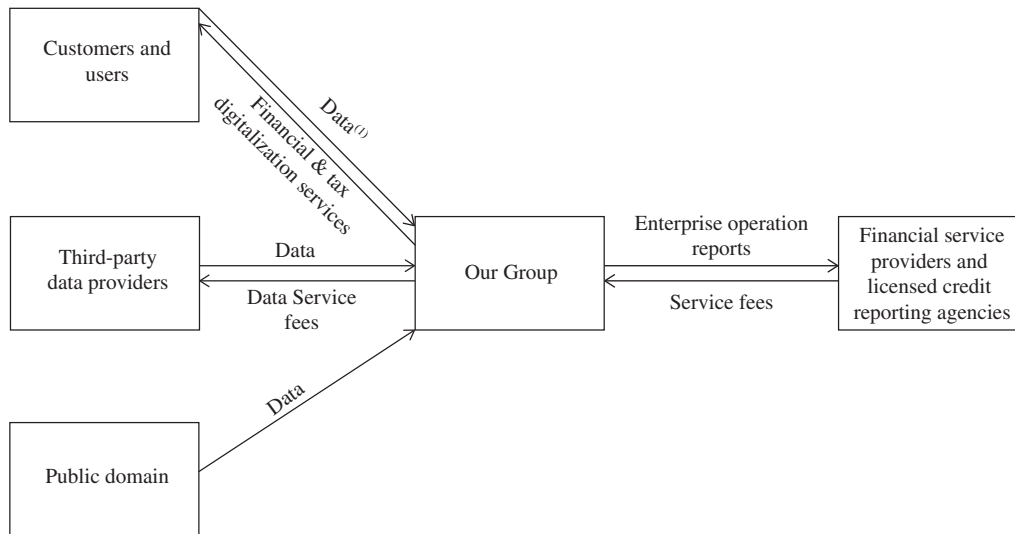 Customers and
users
Data(1)
Financial & tax
digitalization services
Third-party
data providers
Data
Data Service
fees
Our Group
Enterprise operation
reports
Service fees
Financial service
providers and
licensed credit
reporting agencies
Data
Public domain